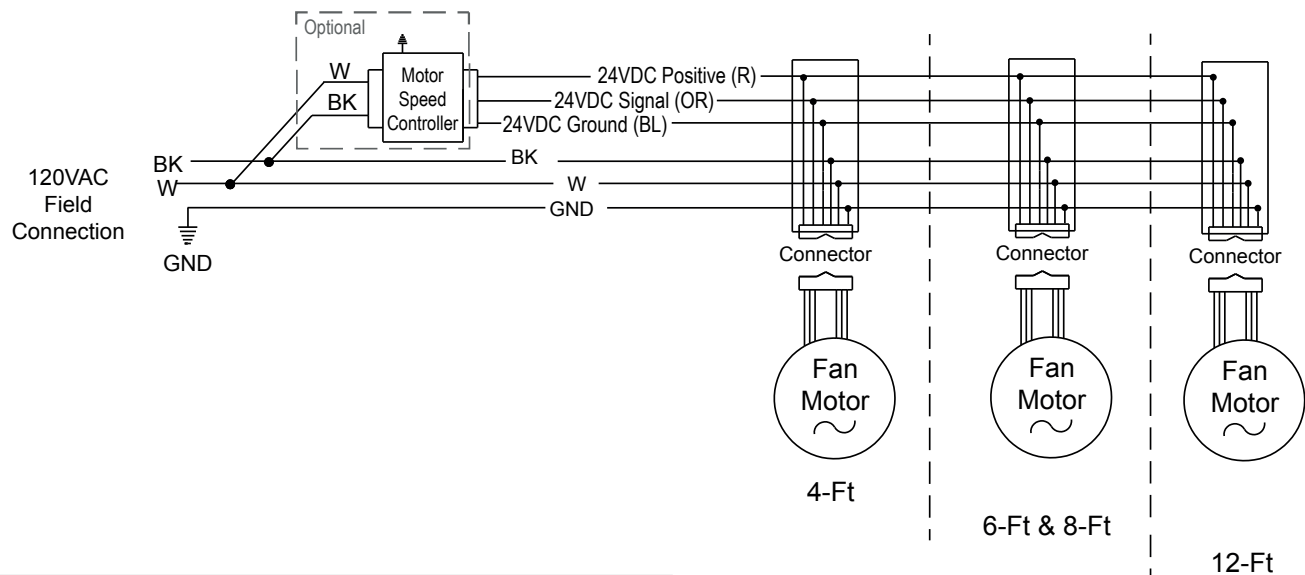 Optional
W
BK
Motor
Speed
Controller
24VDC Positive (R)
24VDC Signal (OR)
24VDC Ground (BL)
120VAC
Field
Connection
BK
W
GND
BK
W
GND
Connector
Connector
Connector
Fan
Motor
Fan
Motor
Fan
Motor
4-Ft
6-Ft & 8-Ft
12-Ft